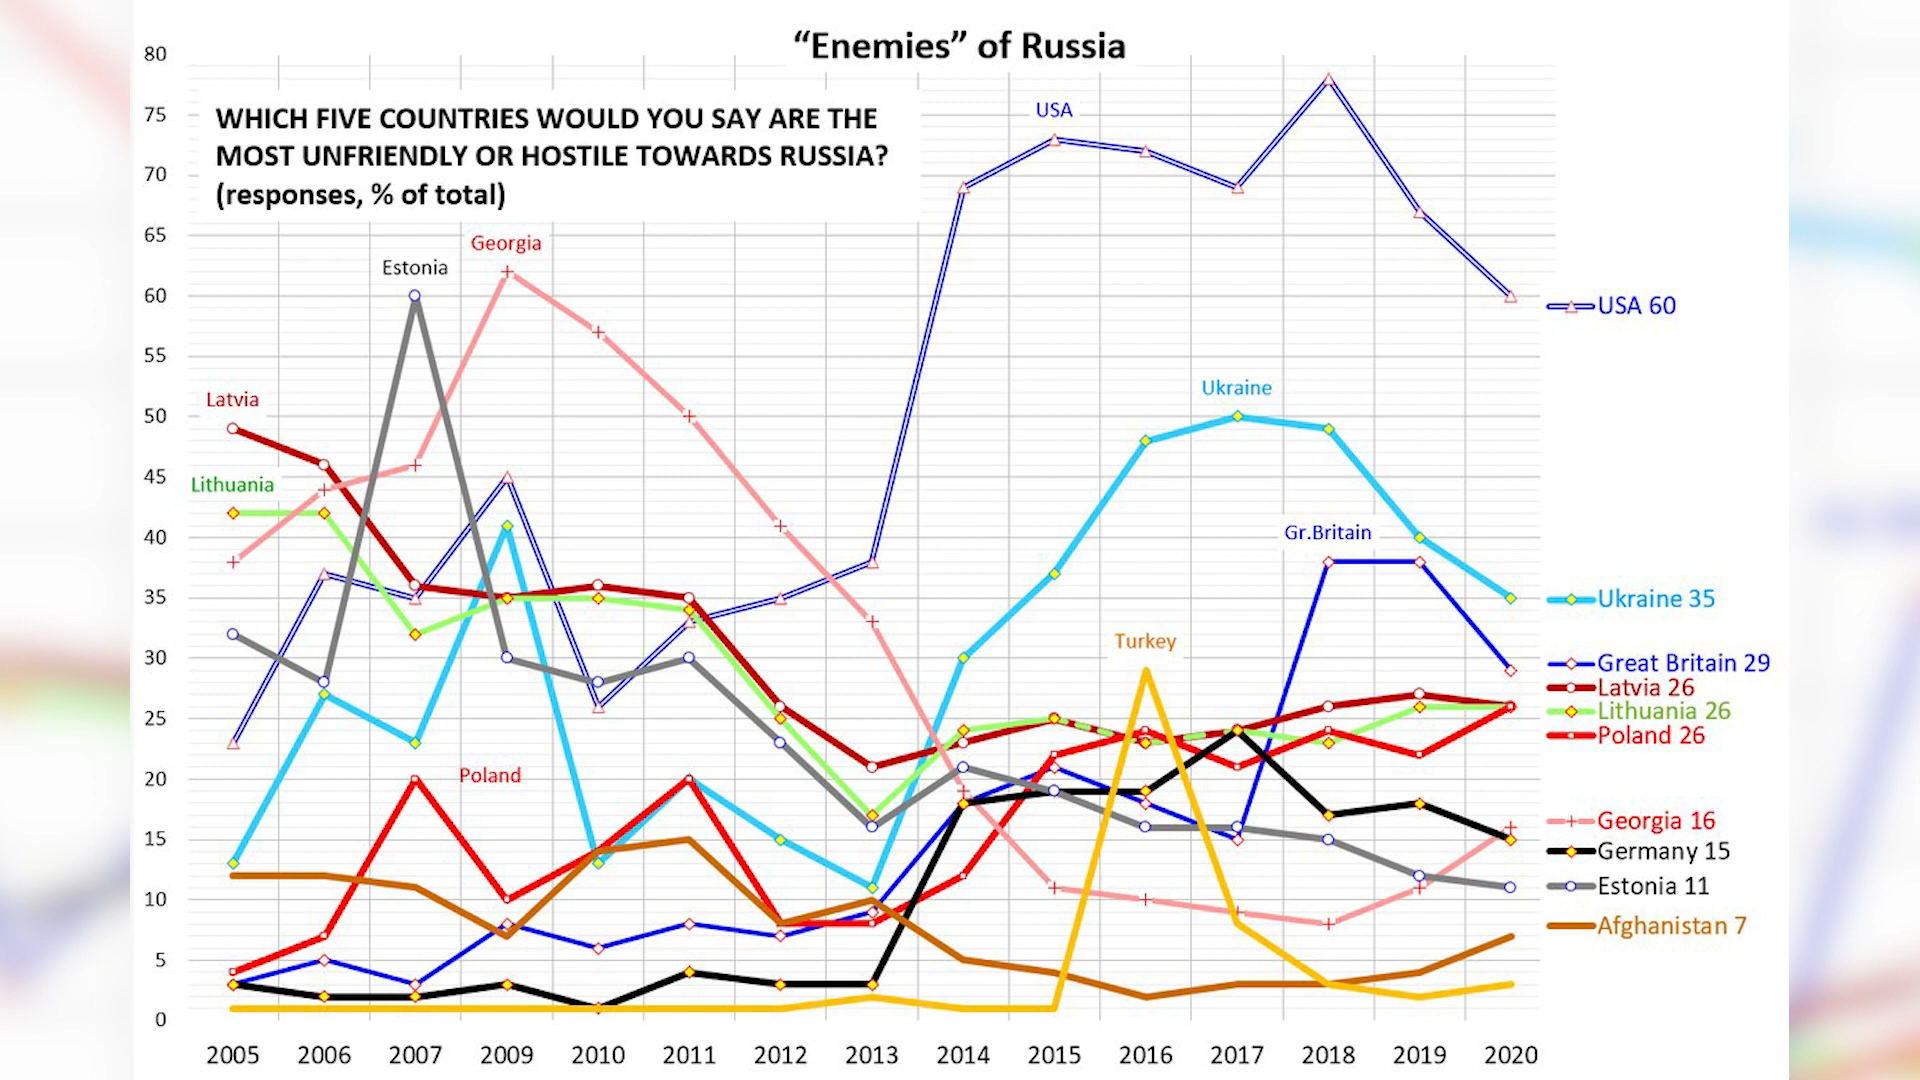 “Enemies” of Russia
WHICH FIVE COUNTRIES WOULD YOU SAY ARE THE
MOST UNFRIENDLY OR HOSTILE TOWARDS RUSSIA?
(responses, % of total)
80
75
70
65
60
55
50
45
40
35
30
25
20
15
10
5
0
USA
Georgia
Estonia
Latvia
Ukraine
Lithuania
Gr.Britain
Turkey
Poland
USA 60
Ukraine 35
Great Britain 29
Latvia 26
Lithuania 26
Poland 26
Georgia 16
Germany 15
Estonia 11
Afghanistan 7
2005 2006 2007 2009 2010 2011 2012 2013 2014 2015 2016 2017 2018 2019 2020